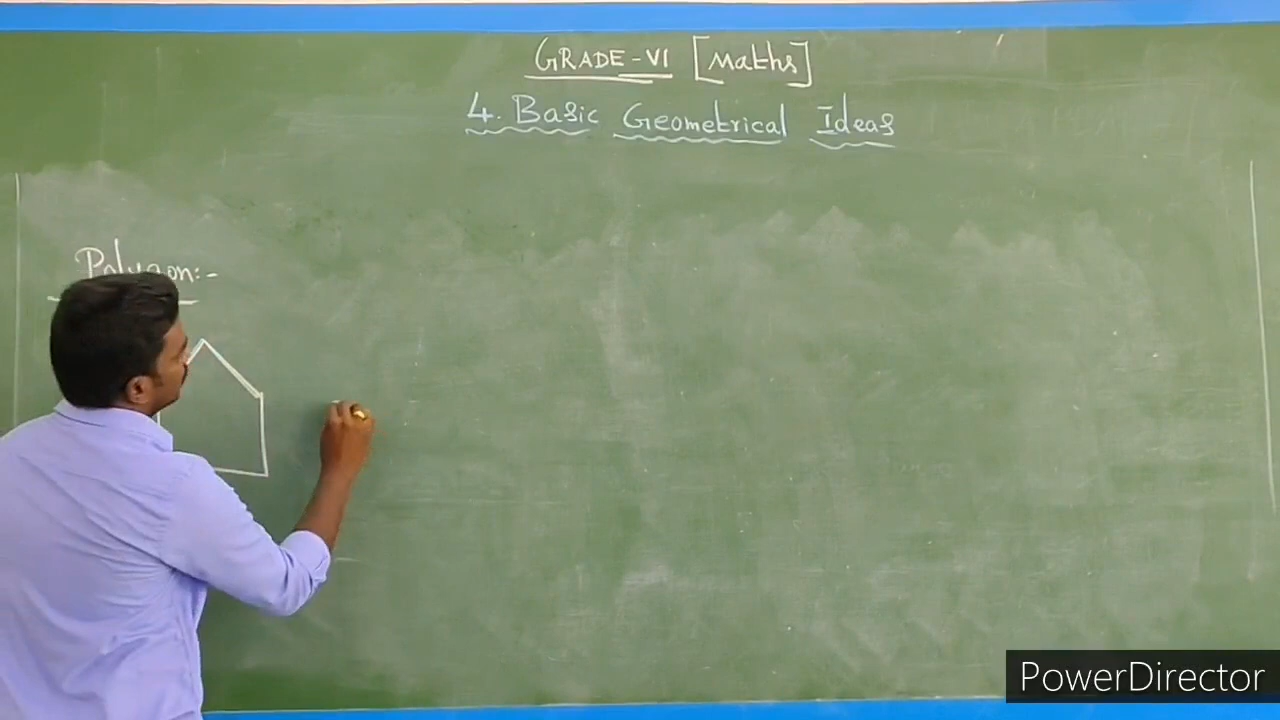 GRADE-VI [Maths]
4. Basic Geometrical Ideas
Polygon:-
PowerDirector